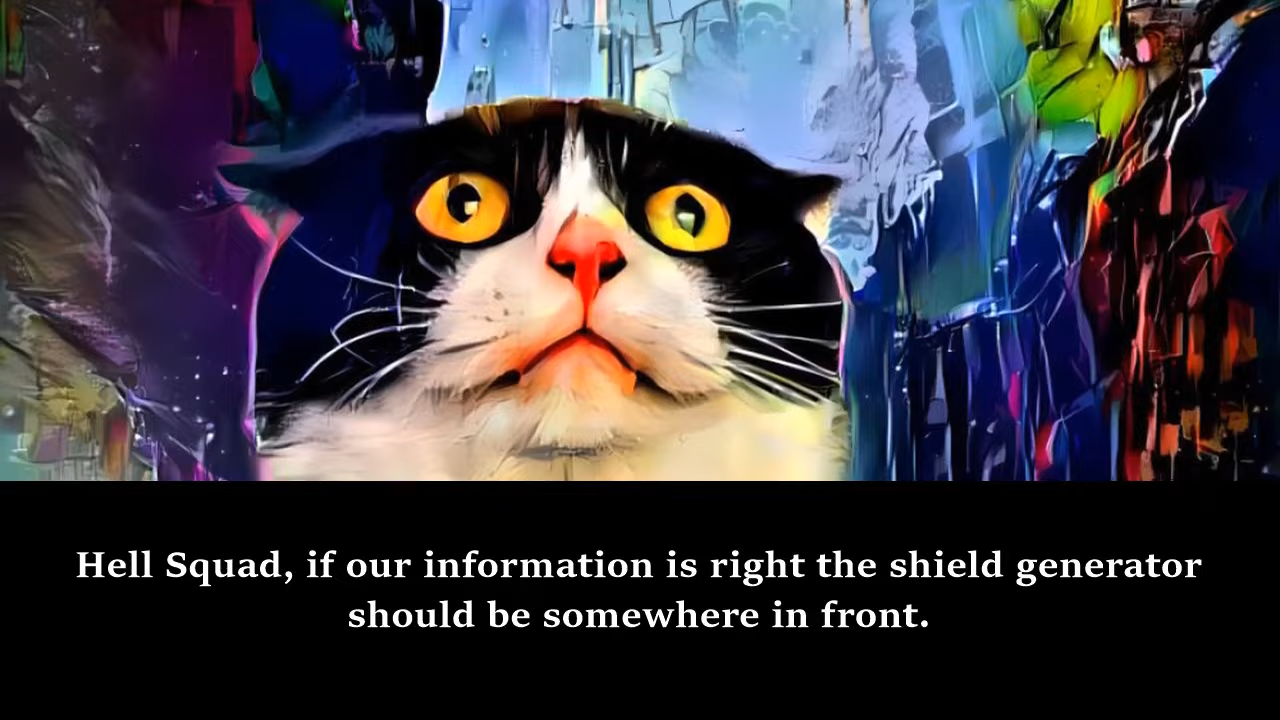 Hell Squad, if our information is right the shield generator
should be somewhere in front.